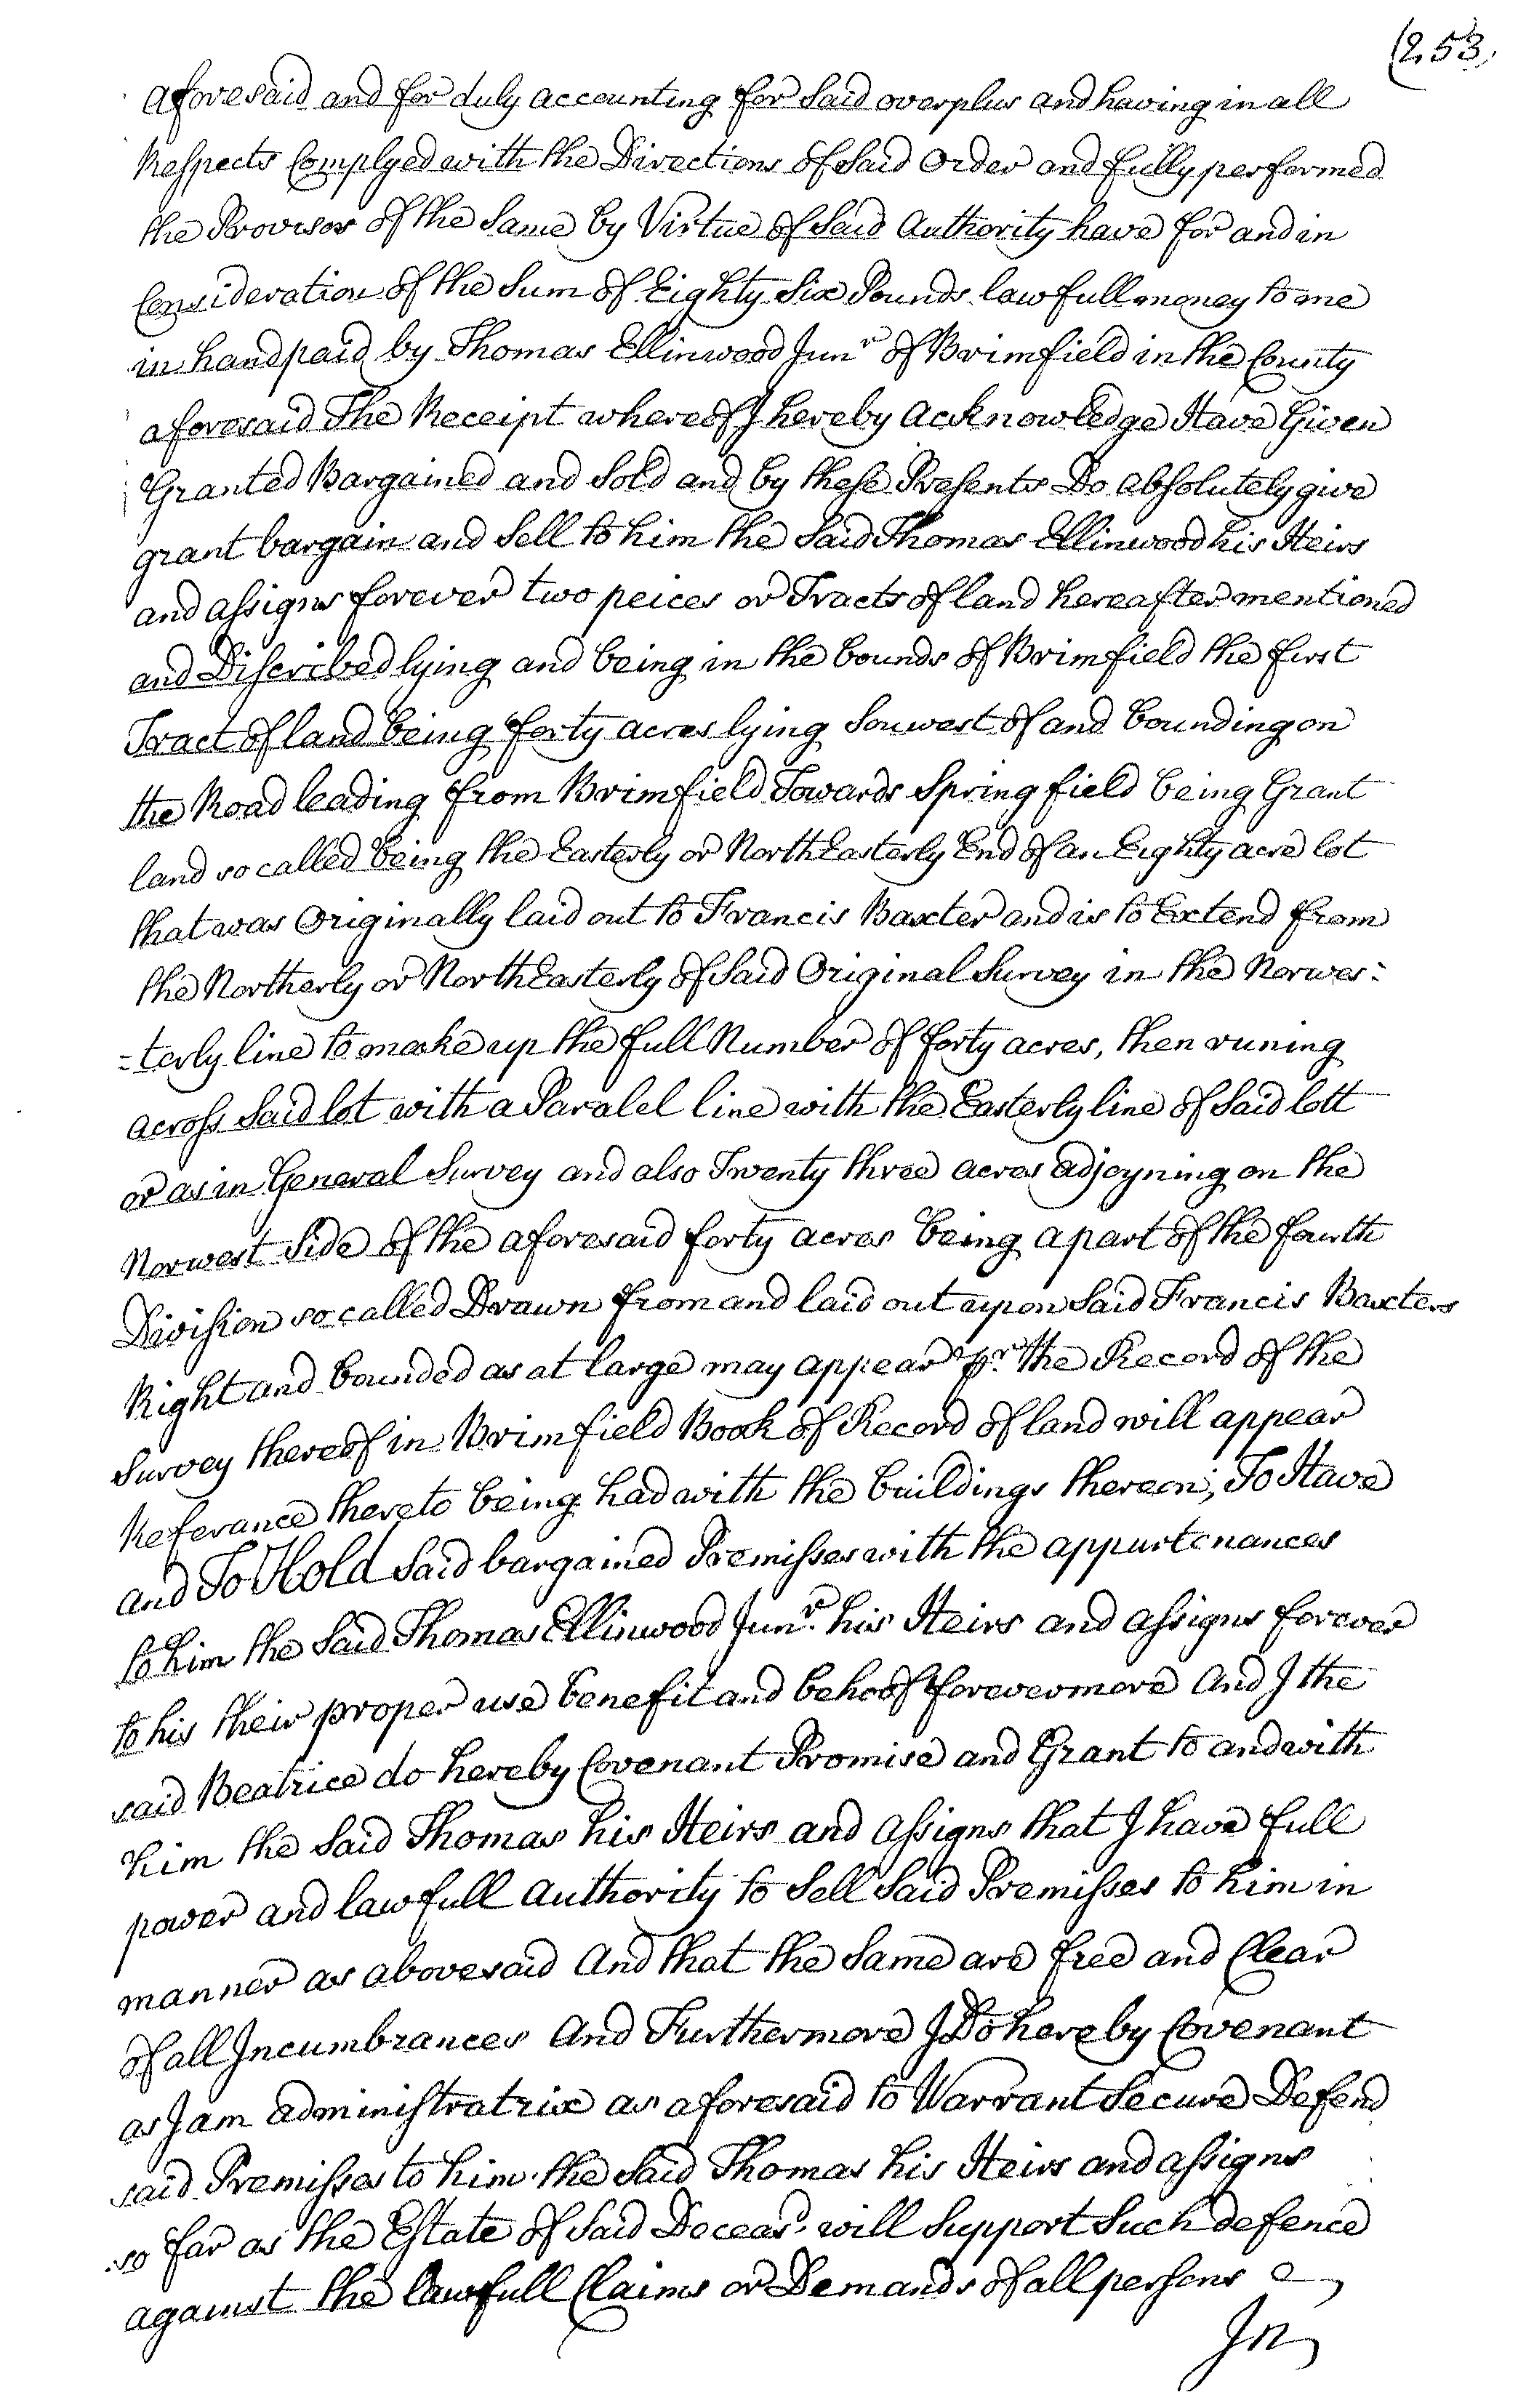 (253,
aforesaid and for duly accounting for said overplus and having in all
Respects Complyed with the Directions of said Order and fully performed
the Provisos of the same by Virtue of said Authority have for and in
Consideration of the Sum of Eighty Six Pounds lawfull money to me
in hand paid by Thomas Ellinwood Junr of Brimfield in the County
aforesaid The Receipt whereof I hereby Acknowledge Have Given
Granted Bargained and Sold and by these Presents Do absolutely give
grant bargain and Sell to him the said Thomas Ellinwood his Heirs
and assigns forever two peices or Tracts of land hereafter mentioned
and Discribed lying and being in the bounds of Brimfield the first
Tract of land being forty acres lying Souwest of and bounding on
the Road leading from Brimfield Towards Springfield being Grant
land so called being the Easterly or NorthEasterly End of an Eighty acre lot
that was Originally laid out to Francis Baxter and is to Extend from
the Northerly or NorthEasterly of said Original Survey in the Norwes:
=terly line to make up the full Number of forty acres, then runing
across said lot with a Paralel line with the Easterly line of said lott
or as in General Survey and also Twenty three acres adjoyning on the
Norwest side of the aforesaid forty acres being a part of the fourth
Division so called Drawn from and laid out upon said Francis Baxters
Right and bounded as at large may appear pr. the Record of the
Survey thereof in Brimfield Book of Record of land will appear
Referance thereto being had with the buildings thereon; To Have
and To Hold said bargained Premisses with the appurtenances
to him the said Thomas Ellinwood Junr. his Heirs and assigns forever
to his their proper use benefit and behoof forevermore And I the
said Beatrice do hereby Covenant Promise and Grant to and with
him the said Thomas his Heirs and assigns that I have full
power and lawfull authority to Sell said Premisses to him in
manner as abovesaid And that the same are free and Clear
of all Incumbrances And Furthermore I Do hereby Covenant
as I am administratrix as aforesaid to Warrant Secure Defend
said Premisses to him the said Thomas his Heirs and assigns
so far as the Estate of said Deceasd. will Support Such defence
against the lawfull Claims or Demands of all persons
In